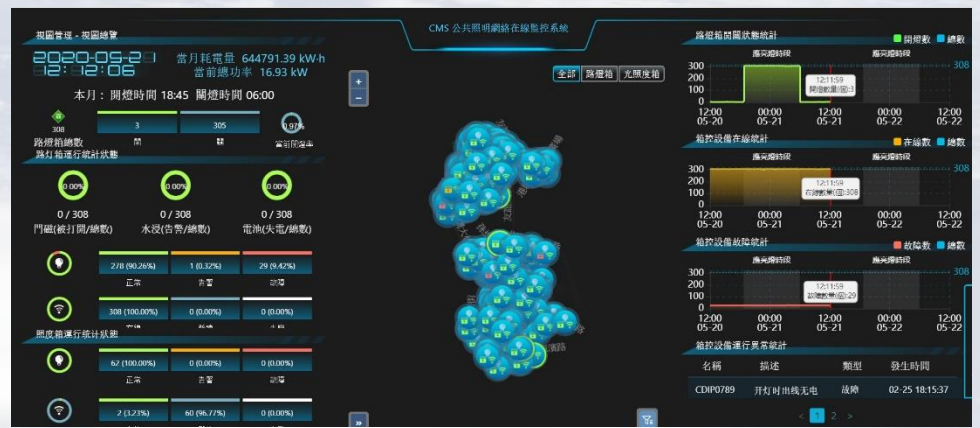 CMS 公共照明網絡在線監控系統
視圖管理 - 視圖總覽
2020-05-21
12:12:06
當月耗電量 644791.39 kW·h
當前總功率 16.93 kW
本月： 開燈時間 18:45 關燈時間 06:00
308
路燈箱總數
3
開
305
關
0.97%
當前開燈率
路灯箱運行統計狀態
0.00%
0.00%
0.00%
0 / 308
0 / 308
0 / 308
門磁(被打開/總數)
水浸(告警/總數)
電池(失電/總數)
278 (90.26%)
1 (0.32%)
29 (9.42%)
正常
告警
故障
308 (100.00%)
0 (0.00%)
0 (0.00%)
照度箱運行統計狀態
62 (100.00%)
0 (0.00%)
0 (0.00%)
正常
告警
故障
2 (3.23%)
60 (96.77%)
0 (0.00%)
+
−
全部
路燈箱
光照度箱
»
路燈箱開關狀態統計
開燈數
總數
應亮燈時段
應亮燈時段
300
200
100
0
308
12:11:59
開燈數量(個):3
12:00
05-20
00:00
05-21
12:00
05-21
00:00
05-22
12:00
05-22
箱控設備在線統計
在線數
總數
應亮燈時段
應亮燈時段
300
200
100
0
308
12:11:59
在線數量(個):308
12:00
05-20
00:00
05-21
12:00
05-21
00:00
05-22
12:00
05-22
箱控設備故障統計
故障數
總數
應亮燈時段
應亮燈時段
300
200
100
0
308
12:11:59
故障數量(個):29
12:00
05-20
00:00
05-21
12:00
05-21
00:00
05-22
12:00
05-22
箱控設備運行異常統計
名稱 描述 類型 發生時間
CDIP0789 开灯时出线无电 故障 02-25 18:15:37
< 1 2 >